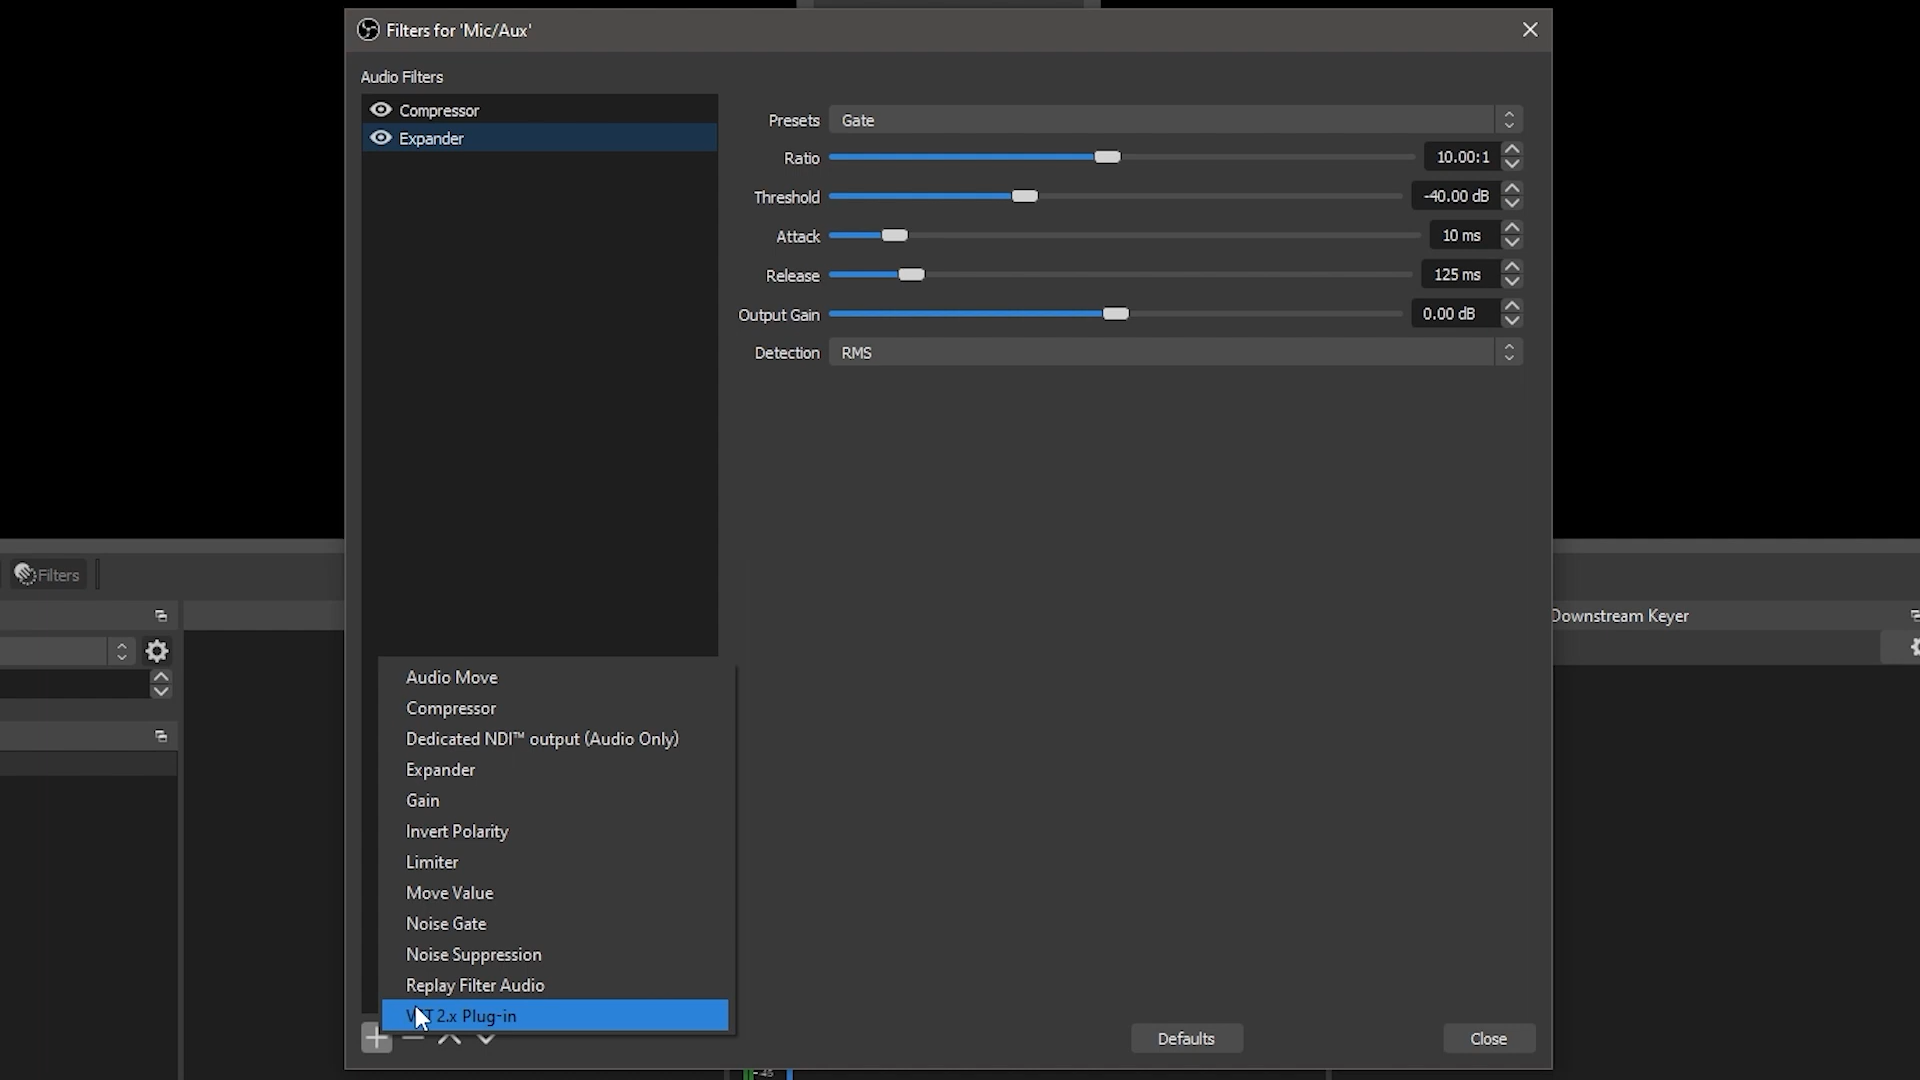 Filters for 'Mic/Aux'
Audio Filters
Compressor
Expander
Presets Gate
Ratio 10.00:1
Threshold -40.00 dB
Attack 10 ms
Release 125 ms
Output Gain 0.00 dB
Detection RMS
Filters
Downstream Keyer
Audio Move
Compressor
Dedicated NDI™ output (Audio Only)
Expander
Gain
Invert Polarity
Limiter
Move Value
Noise Gate
Noise Suppression
Replay Filter Audio
2.x Plug-in
Defaults
Close
-45